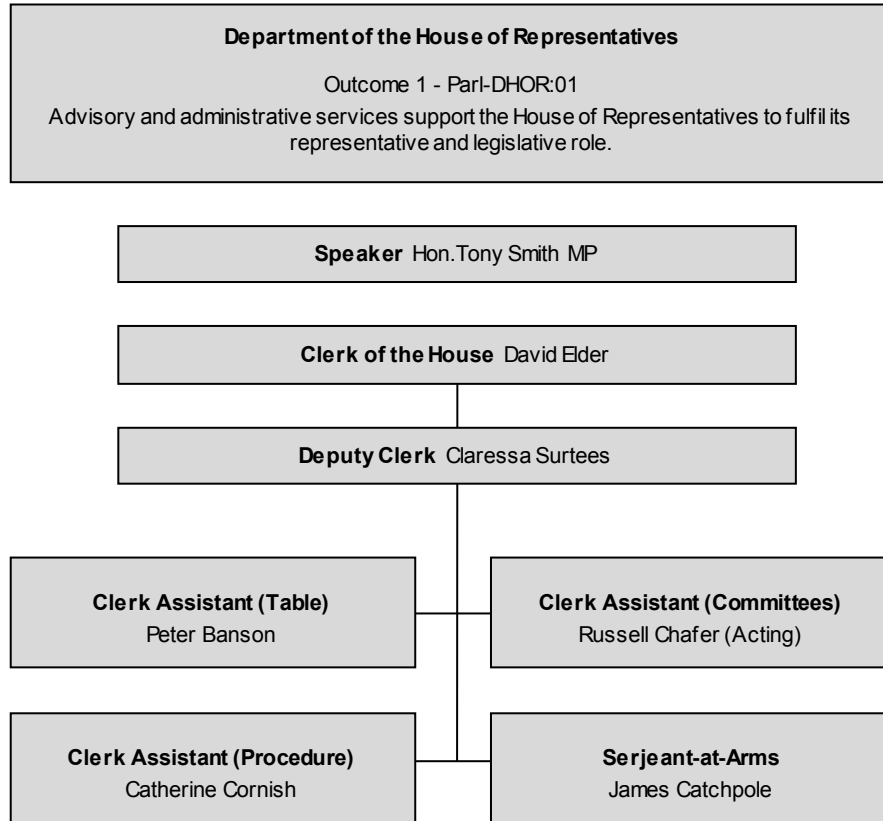 Department of the House of Representatives
Outcome 1 - Parl-DHOR:01
Advisory and administrative services support the House of Representatives to fulfil its
representative and legislative role.
Speaker Hon.Tony Smith MP
Clerk of the House David Elder
Deputy Clerk Claressa Surtees
Clerk Assistant (Table)
Peter Banson
Clerk Assistant (Committees)
Russell Chafer (Acting)
Clerk Assistant (Procedure)
Catherine Cornish
Serjeant-at-Arms
James Catchpole